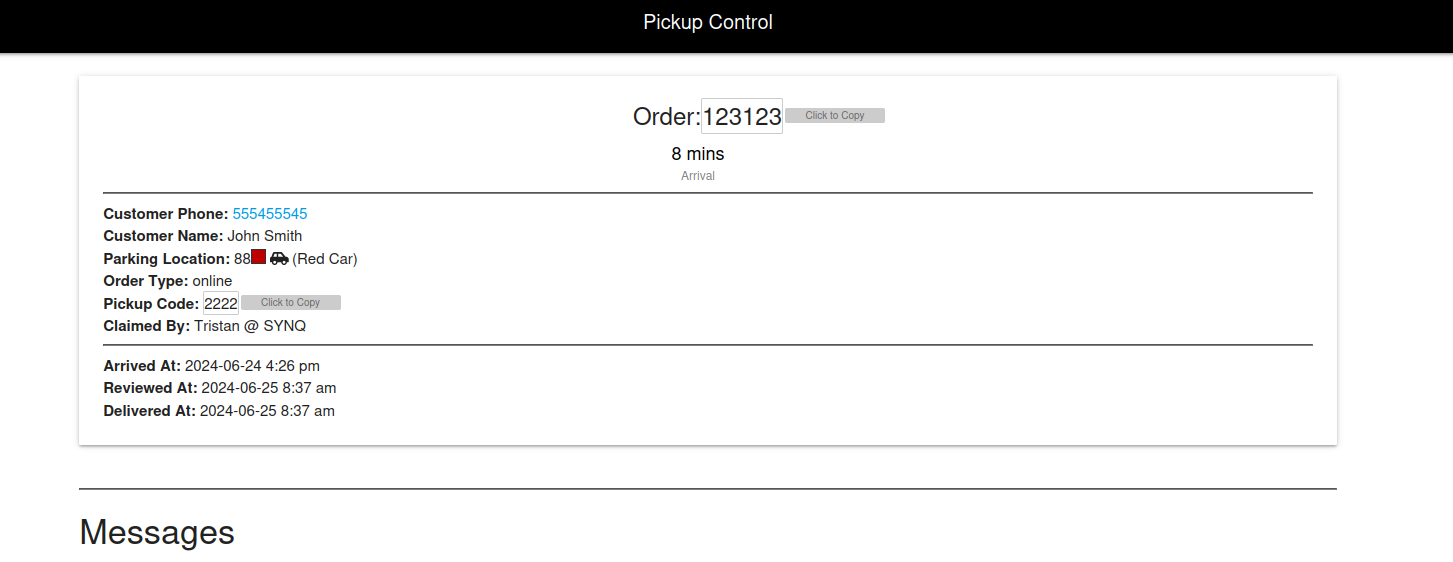 Pickup Control
Order: 123123 Click to Copy
8 mins
Arrival
Customer Phone: 555455545
Customer Name: John Smith
Parking Location: 88 (Red Car)
Order Type: online
Pickup Code: 2222 Click to Copy
Claimed By: Tristan @ SYNQ
Arrived At: 2024-06-24 4:26 pm
Reviewed At: 2024-06-25 8:37 am
Delivered At: 2024-06-25 8:37 am
Messages